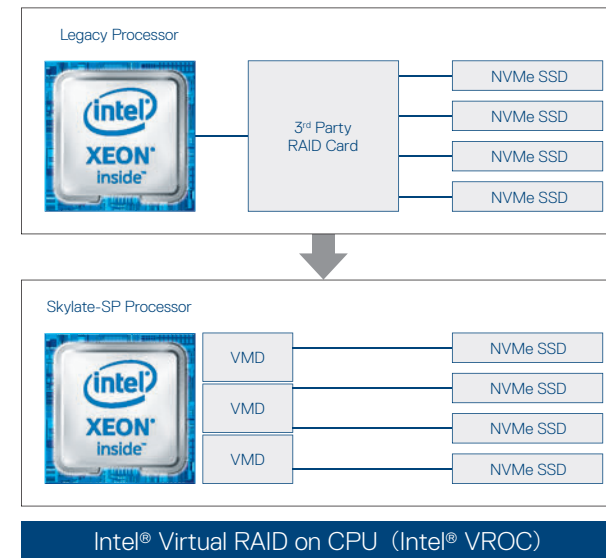 Legacy Processor
intel
XEON®
inside™
3rd Party
RAID Card
NVMe SSD
NVMe SSD
NVMe SSD
NVMe SSD
Skylate-SP Processor
intel
XEON®
inside™
VMD
VMD
VMD
NVMe SSD
NVMe SSD
NVMe SSD
NVMe SSD
Intel® Virtual RAID on CPU（Intel® VROC）